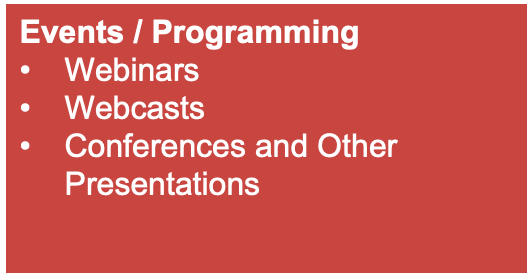 Events / Programming
• Webinars
• Webcasts
• Conferences and Other
Presentations